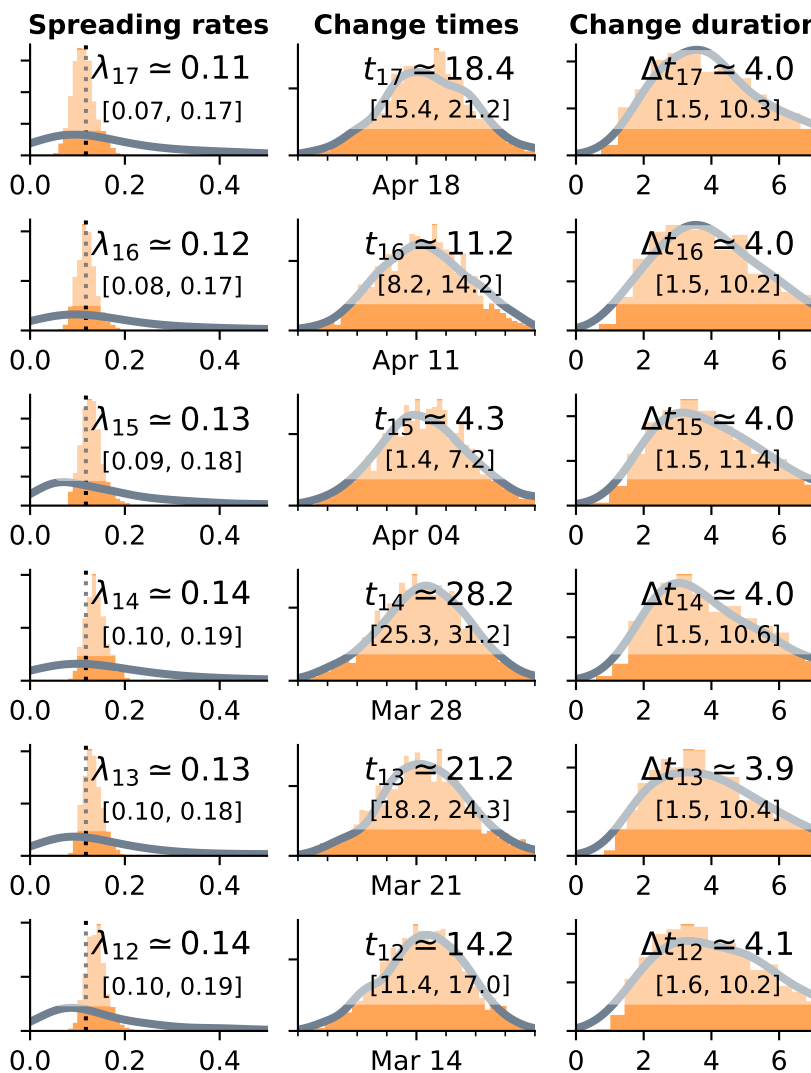 Spreading rates Change times Change duration
λ17 ≃ 0.11 t17 ≃ 18.4 Δt17 ≃ 4.0
[0.07, 0.17] [15.4, 21.2] [1.5, 10.3]
0.0 0.2 0.4 Apr 18 0 2 4 6
λ16 ≃ 0.12 t16 ≃ 11.2 Δt16 ≃ 4.0
[0.08, 0.17] [8.2, 14.2] [1.5, 10.2]
0.0 0.2 0.4 Apr 11 0 2 4 6
λ15 ≃ 0.13 t15 ≃ 4.3 Δt15 ≃ 4.0
[0.09, 0.18] [1.4, 7.2] [1.5, 11.4]
0.0 0.2 0.4 Apr 04 0 2 4 6
λ14 ≃ 0.14 t14 ≃ 28.2 Δt14 ≃ 4.0
[0.10, 0.19] [25.3, 31.2] [1.5, 10.6]
0.0 0.2 0.4 Mar 28 0 2 4 6
λ13 ≃ 0.13 t13 ≃ 21.2 Δt13 ≃ 3.9
[0.10, 0.18] [18.2, 24.3] [1.5, 10.4]
0.0 0.2 0.4 Mar 21 0 2 4 6
λ12 ≃ 0.14 t12 ≃ 14.2 Δt12 ≃ 4.1
[0.10, 0.19] [11.4, 17.0] [1.6, 10.2]
0.0 0.2 0.4 Mar 14 0 2 4 6